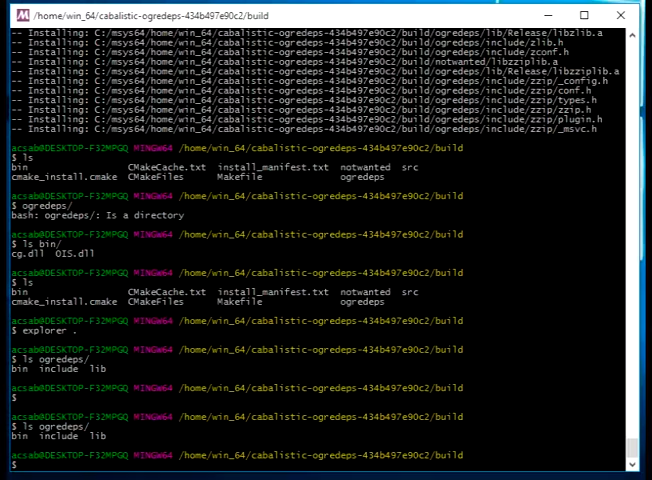 /home/win_64/cabalistic-ogredeps-434b497e90c2/build
-- Installing: C:/msys64/home/win_64/cabalistic-ogredeps-434b497e90c2/build/ogredeps/lib/Release/libzlib.a
-- Installing: C:/msys64/home/win_64/cabalistic-ogredeps-434b497e90c2/build/ogredeps/include/zlib.h
-- Installing: C:/msys64/home/win_64/cabalistic-ogredeps-434b497e90c2/build/ogredeps/include/zconf.h
-- Installing: C:/msys64/home/win_64/cabalistic-ogredeps-434b497e90c2/build/notwanted/libzziplib.a
-- Installing: C:/msys64/home/win_64/cabalistic-ogredeps-434b497e90c2/build/ogredeps/lib/Release/libzziplib.a
-- Installing: C:/msys64/home/win_64/cabalistic-ogredeps-434b497e90c2/build/ogredeps/include/zzip/_config.h
-- Installing: C:/msys64/home/win_64/cabalistic-ogredeps-434b497e90c2/build/ogredeps/include/zzip/conf.h
-- Installing: C:/msys64/home/win_64/cabalistic-ogredeps-434b497e90c2/build/ogredeps/include/zzip/types.h
-- Installing: C:/msys64/home/win_64/cabalistic-ogredeps-434b497e90c2/build/ogredeps/include/zzip/zzip.h
-- Installing: C:/msys64/home/win_64/cabalistic-ogredeps-434b497e90c2/build/ogredeps/include/zzip/plugin.h
-- Installing: C:/msys64/home/win_64/cabalistic-ogredeps-434b497e90c2/build/ogredeps/include/zzip/_msvc.h
acsab@DESKTOP-F32MPGQ MINGW64 /home/win_64/cabalistic-ogredeps-434b497e90c2/build
$ ls
bin CMakeCache.txt install_manifest.txt notwanted src
cmake_install.cmake CMakeFiles Makefile ogredeps
acsab@DESKTOP-F32MPGQ MINGW64 /home/win_64/cabalistic-ogredeps-434b497e90c2/build
$ ogredeps/
bash: ogredeps/: Is a directory
acsab@DESKTOP-F32MPGQ MINGW64 /home/win_64/cabalistic-ogredeps-434b497e90c2/build
$ ls bin/
cg.dll OIS.dll
acsab@DESKTOP-F32MPGQ MINGW64 /home/win_64/cabalistic-ogredeps-434b497e90c2/build
$ ls
bin CMakeCache.txt install_manifest.txt notwanted src
cmake_install.cmake CMakeFiles Makefile ogredeps
acsab@DESKTOP-F32MPGQ MINGW64 /home/win_64/cabalistic-ogredeps-434b497e90c2/build
$ explorer .
acsab@DESKTOP-F32MPGQ MINGW64 /home/win_64/cabalistic-ogredeps-434b497e90c2/build
$ ls ogredeps/
bin include lib
acsab@DESKTOP-F32MPGQ MINGW64 /home/win_64/cabalistic-ogredeps-434b497e90c2/build
$
acsab@DESKTOP-F32MPGQ MINGW64 /home/win_64/cabalistic-ogredeps-434b497e90c2/build
$ ls ogredeps/
bin include lib
acsab@DESKTOP-F32MPGQ MINGW64 /home/win_64/cabalistic-ogredeps-434b497e90c2/build
$